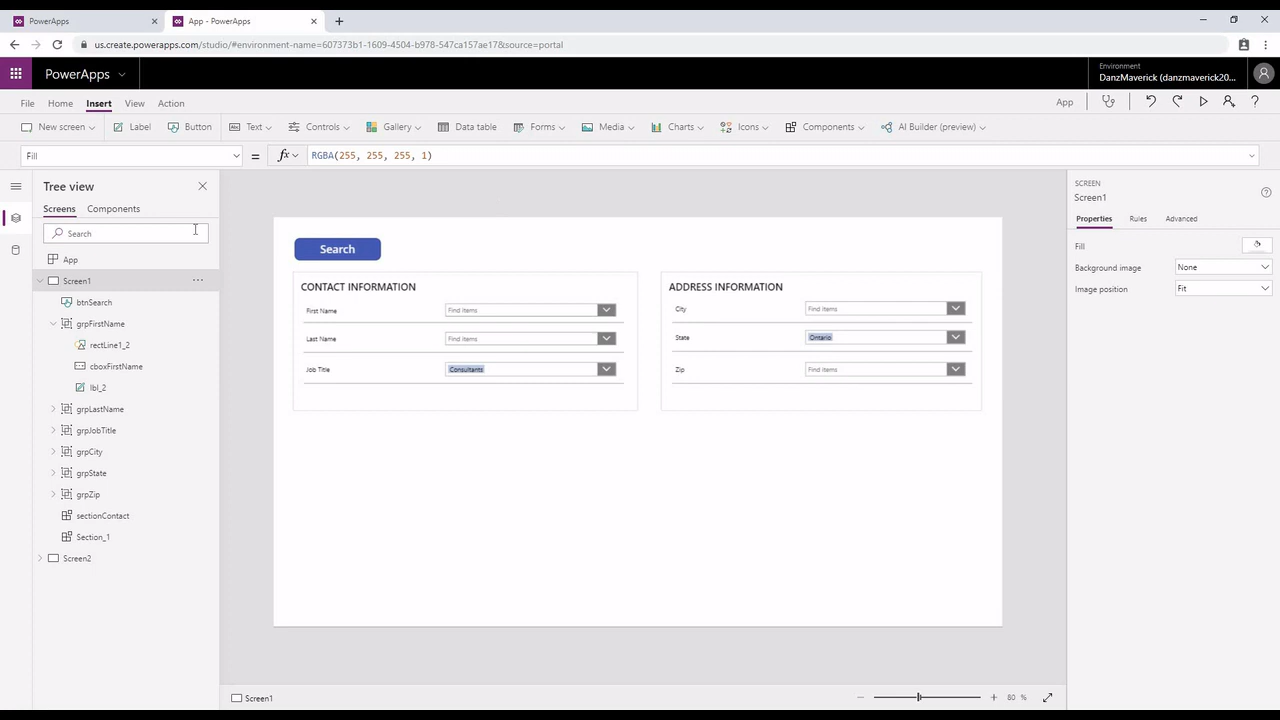 PowerApps
App - PowerApps
us.create.powerapps.com/studio/#environment-name=607373b1-1609-4504-b978-547ca157ae17&source=portal
PowerApps
Environment
DanzMaverick (danzmaverick20...
File Home Insert View Action
App
New screen Label Button Text Controls Gallery Data table Forms Media Charts Icons Components AI Builder (preview)
Fill = fx RGBA(255, 255, 255, 1)
Tree view
Screens Components
Search
App
Screen1
btnSearch
grpFirstName
rectLine1_2
cboxFirstName
lbl_2
grpLastName
grpJobTitle
grpCity
grpState
grpZip
sectionContact
Section_1
Screen2
Search
CONTACT INFORMATION
First Name Find items
Last Name Find items
Job Title Consultants
ADDRESS INFORMATION
City Find items
State Ontario
Zip Find items
SCREEN
Screen1
Properties Rules Advanced
Fill
Background image None
Image position Fit
Screen1
80 %